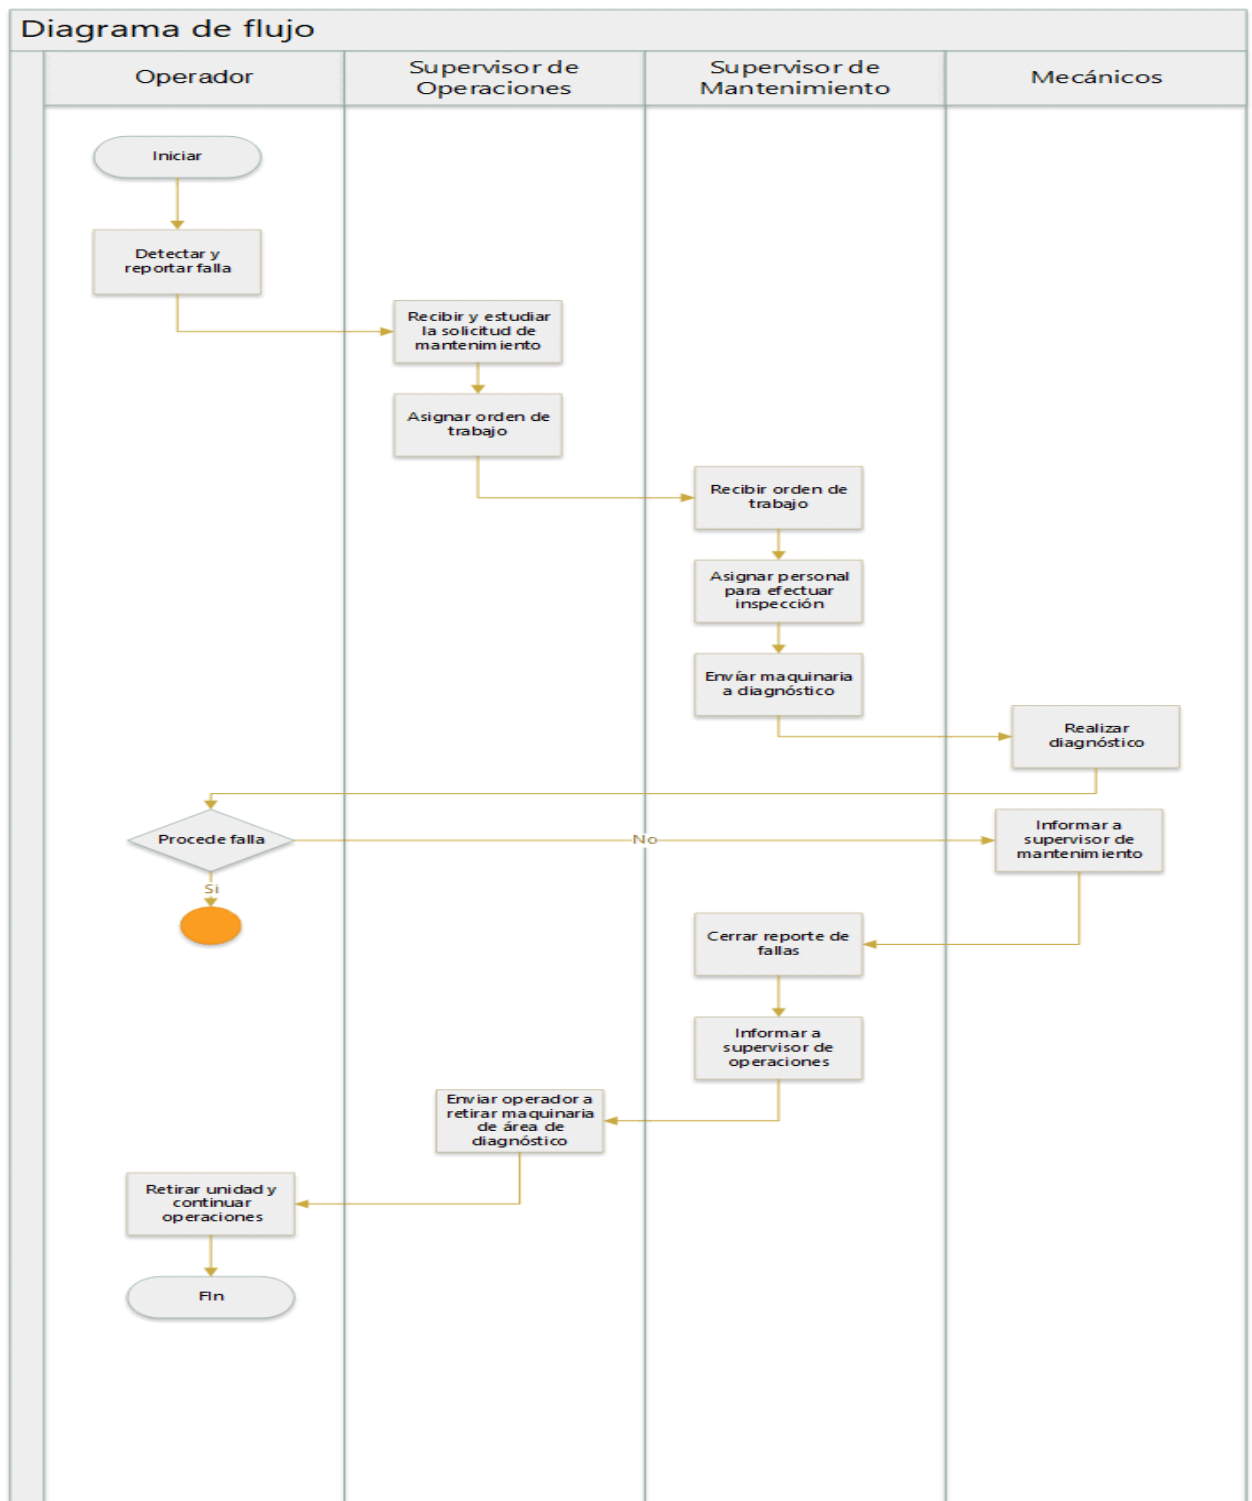 Diagrama de flujo
Operador
Supervisor de
Operaciones
Supervisor de
Mantenimiento
Mecánicos
Iniciar
Detectar y
reportar falla
Recibir y estudiar
la solicitud de
mantenimiento
Asignar orden de
trabajo
Recibir orden de
trabajo
Asignar personal
para efectuar
inspección
Envíar maquinaria
a diagnóstico
Realizar
diagnóstico
Procede falla
No
Informar a
supervisor de
mantenimiento
Si
Cerrar reporte de
fallas
Informar a
supervisor de
operaciones
Enviar operador a
retirar maquinaria
de área de
diagnóstico
Retirar unidad y
continuar
operaciones
FIn